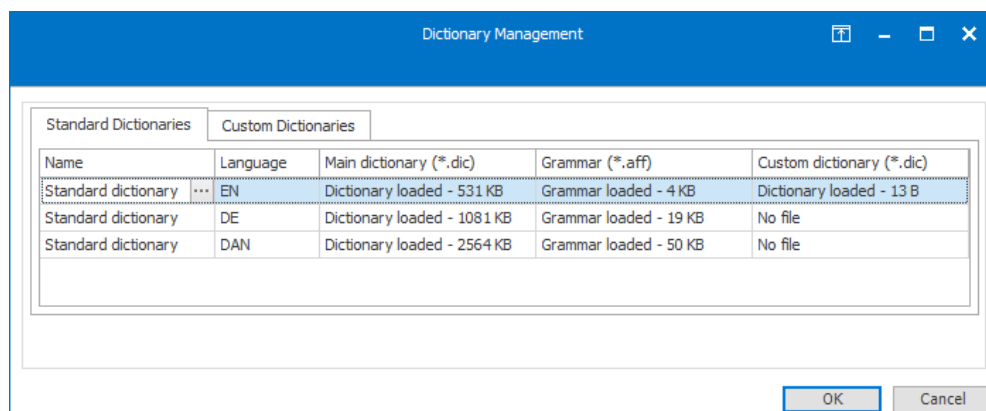 Dictionary Management
Standard Dictionaries Custom Dictionaries
Name Language Main dictionary (*.dic) Grammar (*.aff) Custom dictionary (*.dic)
Standard dictionary ... EN Dictionary loaded - 531 KB Grammar loaded - 4 KB Dictionary loaded - 13 B
Standard dictionary DE Dictionary loaded - 1081 KB Grammar loaded - 19 KB No file
Standard dictionary DAN Dictionary loaded - 2564 KB Grammar loaded - 50 KB No file
OK Cancel